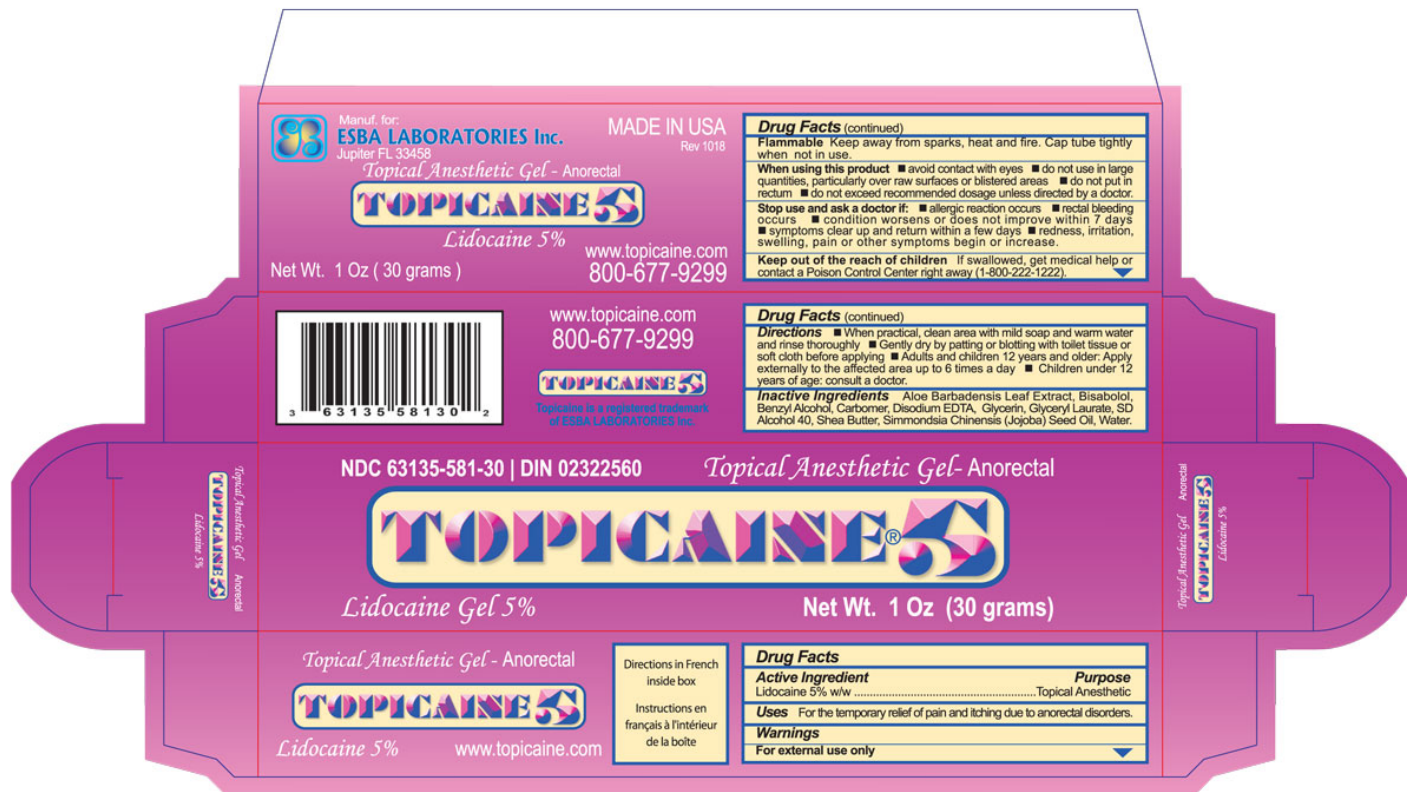 Manuf. for:
ESBA LABORATORIES Inc.
Jupiter FL 33458
MADE IN USA
Rev 1018
Topical Anesthetic Gel - Anorectal
TOPICAINE 5
Lidocaine 5%
Net Wt. 1 Oz ( 30 grams )
www.topicaine.com
800-677-9299
Drug Facts (continued)
Flammable Keep away from sparks, heat and fire. Cap tube tightly
when not in use.
When using this product ■ avoid contact with eyes ■ do not use in large
quantities, particularly over raw surfaces or blistered areas ■ do not put in
rectum ■ do not exceed recommended dosage unless directed by a doctor.
Stop use and ask a doctor if: ■ allergic reaction occurs ■ rectal bleeding
occurs ■ condition worsens or does not improve within 7 days
■ symptoms clear up and return within a few days ■ redness, irritation,
swelling, pain or other symptoms begin or increase.
Keep out of the reach of children If swallowed, get medical help or
contact a Poison Control Center right away (1-800-222-1222).
3 63135 58130 2
www.topicaine.com
800-677-9299
TOPICAINE 5
Topicaine is a registered trademark
of ESBA LABORATORIES Inc.
Drug Facts (continued)
Directions ■ When practical, clean area with mild soap and warm water
and rinse thoroughly ■ Gently dry by patting or blotting with toilet tissue or
soft cloth before applying ■ Adults and children 12 years and older: Apply
externally to the affected area up to 6 times a day ■ Children under 12
years of age: consult a doctor.
Inactive Ingredients Aloe Barbadensis Leaf Extract, Bisabolol,
Benzyl Alcohol, Carbomer, Disodium EDTA, Glycerin, Glyceryl Laurate, SD
Alcohol 40, Shea Butter, Simmondsia Chinensis (Jojoba) Seed Oil, Water.
Topical Anesthetic Gel Anorectal
TOPICAINE 5
Lidocaine 5%
NDC 63135-581-30 | DIN 02322560
Topical Anesthetic Gel- Anorectal
TOPICAINE® 5
Lidocaine Gel 5%
Net Wt. 1 Oz (30 grams)
Topical Anesthetic Gel Anorectal
TOPICAINE 5
Lidocaine 5%
Topical Anesthetic Gel - Anorectal
TOPICAINE 5
Lidocaine 5%
www.topicaine.com
Directions in French
inside box
Instructions en
français à l'intérieur
de la boîte
Drug Facts
Active Ingredient Purpose
Lidocaine 5% w/w ............................................................Topical Anesthetic
Uses For the temporary relief of pain and itching due to anorectal disorders.
Warnings
For external use only